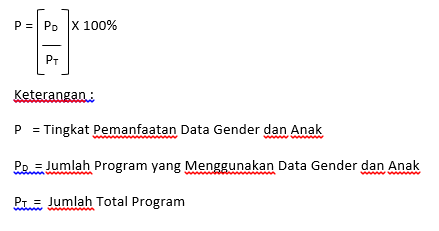 P = [ PD X 100%
PT ]
Keterangan :
P = Tingkat Pemanfaatan Data Gender dan Anak
PD = Jumlah Program yang Menggunakan Data Gender dan Anak
PT = Jumlah Total Program